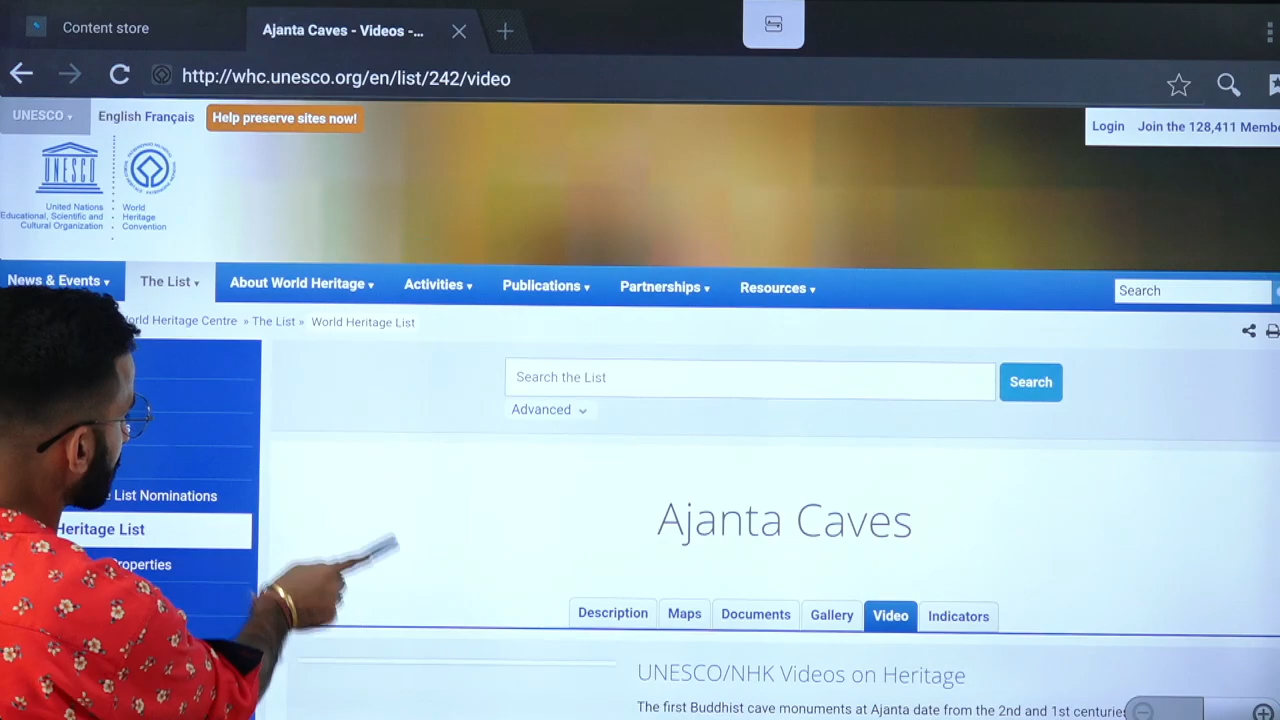 Content store
Ajanta Caves - Videos -...
http://whc.unesco.org/en/list/242/video
UNESCO
English Français
Help preserve sites now!
Login Join the 128,411
UNESCO
United Nations
Educational, Scientific and
Cultural Organization
World
Heritage
Convention
News & Events
The List
About World Heritage
Activities
Publications
Partnerships
Resources
Search
Heritage Centre » The List » World Heritage List
Search the List
Search
Advanced
List Nominations
Heritage List
Ajanta Caves
Description
Maps
Documents
Gallery
Video
Indicators
UNESCO/NHK Videos on Heritage
The first Buddhist cave monuments at Ajanta date from the 2nd and 1st centuries